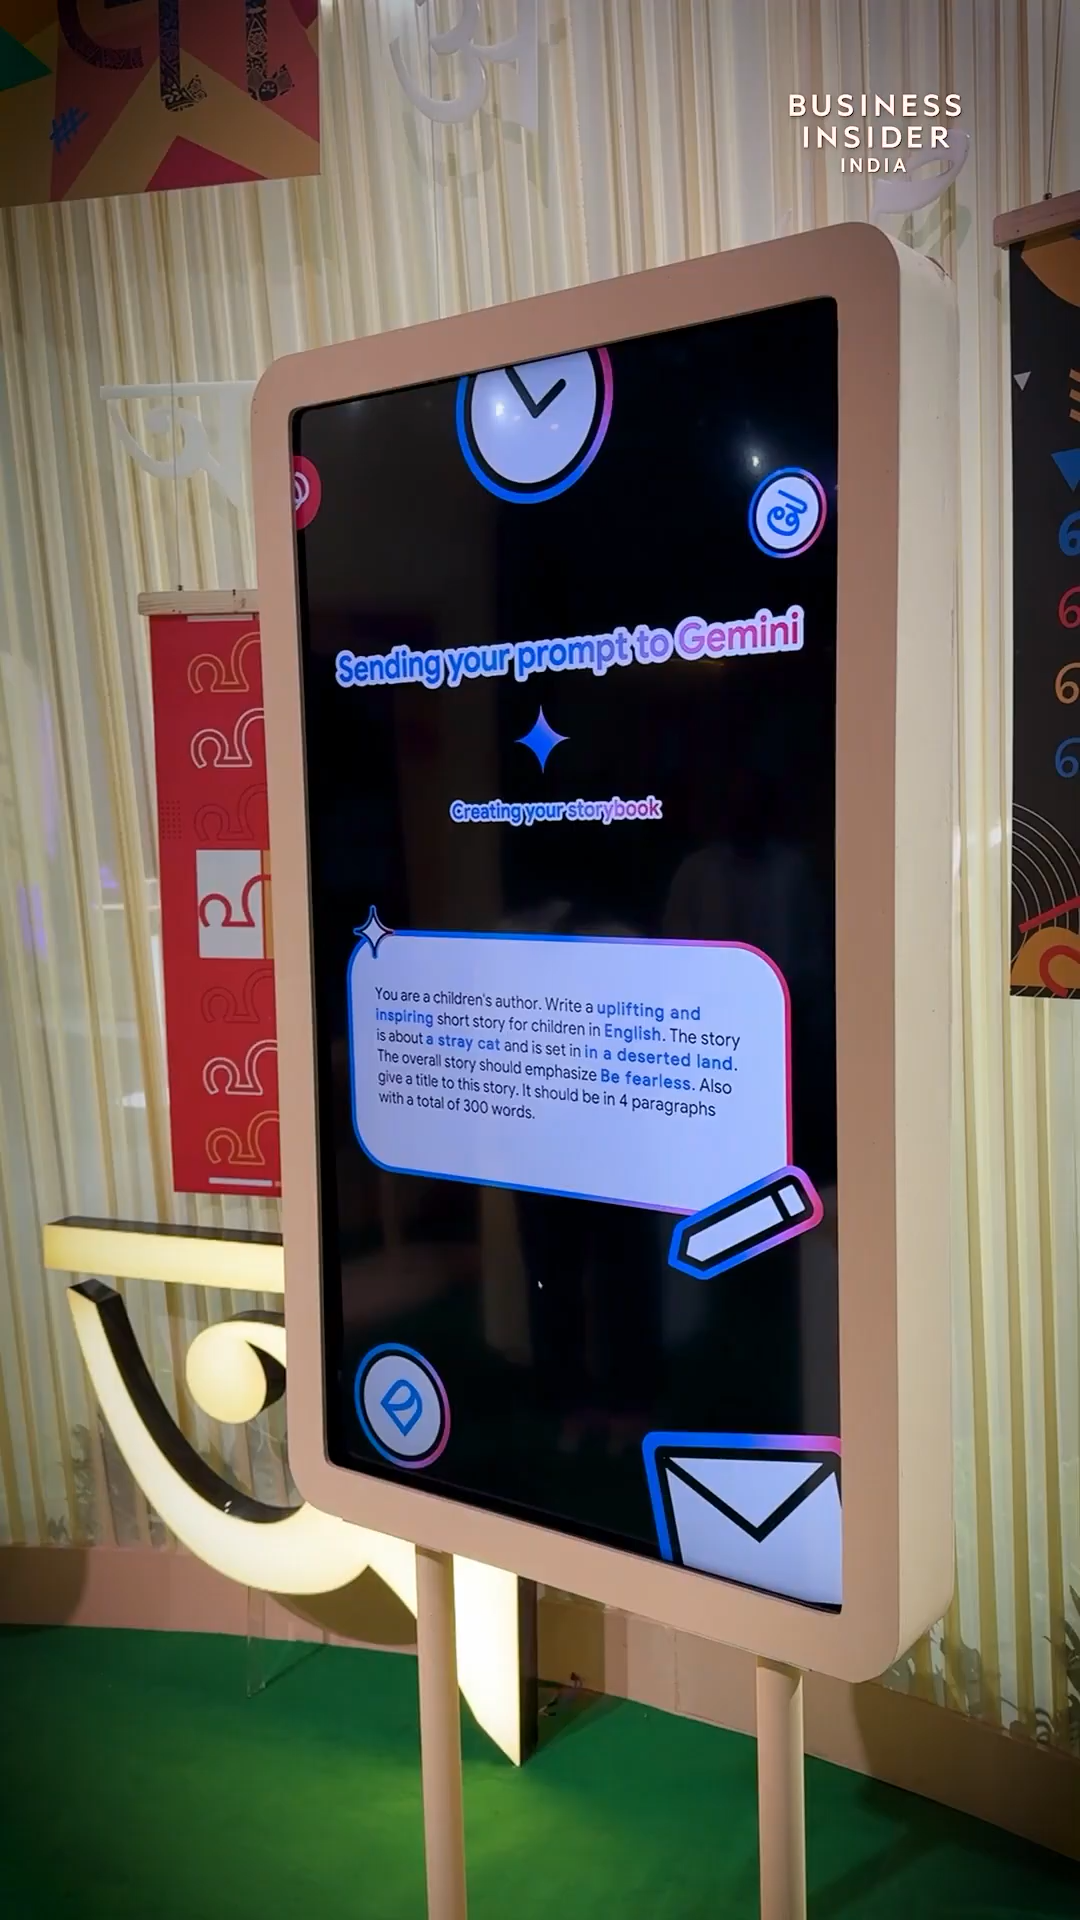 BUSINESS
INSIDER
INDIA
Sending your prompt to Gemini
Creating your storybook
You are a children's author. Write a uplifting and
inspiring short story for children in English. The story
is about a stray cat and is set in in a deserted land.
The overall story should emphasize Be fearless. Also
give a title to this story. It should be in 4 paragraphs
with a total of 300 words.